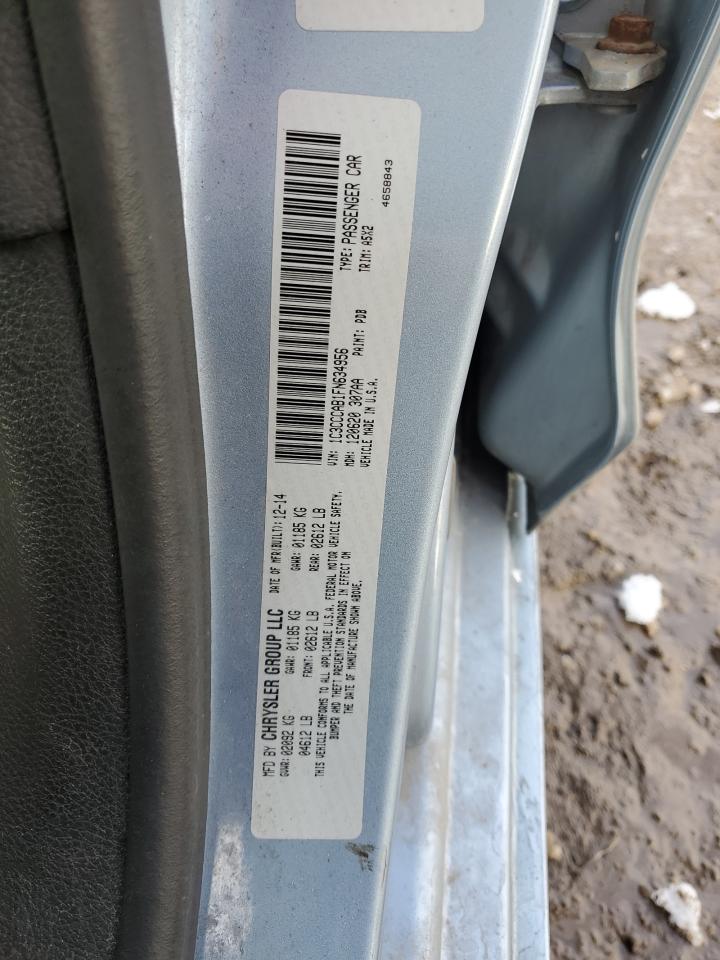 MFD BY CHRYSLER GROUP LLC
DATE OF MFR(BUILT): 12-14
GVWR: 02092 KG
GAWR: 01185 KG
GAWR: 01185 KG
04612 LB
FRONT: 02612 LB
REAR: 02612 LB
THIS VEHICLE CONFORMS TO ALL APPLICABLE U.S.A. FEDERAL MOTOR VEHICLE SAFETY,
BUMPER AND THEFT PREVENTION STANDARDS IN EFFECT ON
THE DATE OF MANUFACTURE SHOWN ABOVE.
VIN: 1C3CCCAB1FN634956
TYPE: PASSENGER CAR
MDH: 120620 307AA
PAINT: PDB
TRIM: A5X2
VEHICLE MADE IN U.S.A.
4658843